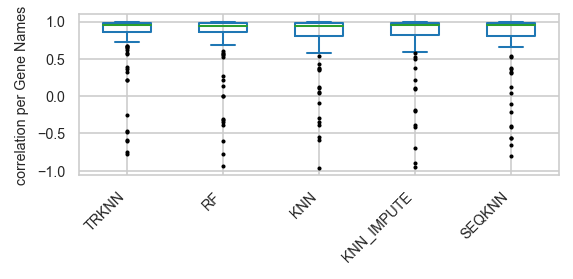 correlation per Gene Names
1.0
0.5
0.0
−0.5
−1.0
TRKNN
RF
KNN
KNN_IMPUTE
SEQKNN